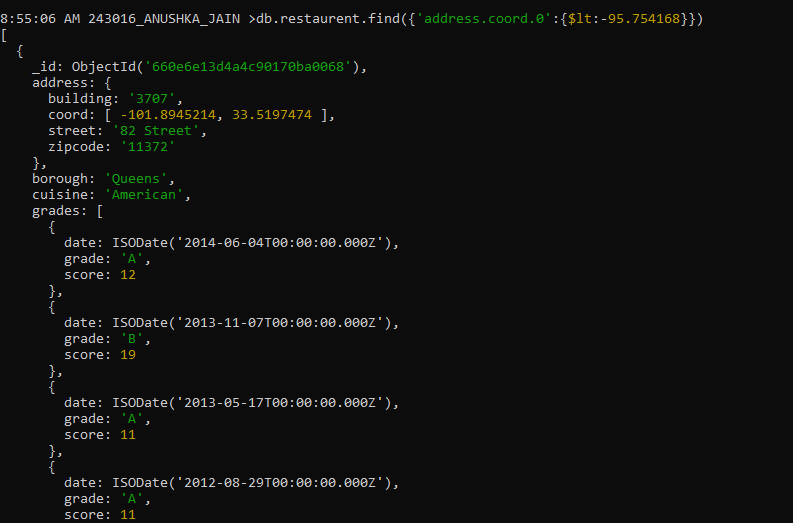 8:55:06 AM 243016_ANUSHKA_JAIN >db.restaurent.find({'address.coord.0':{$lt:-95.754168}})
[
  {
    _id: ObjectId('660e6e13d4a4c90170ba0068'),
    address: {
      building: '3707',
      coord: [ -101.8945214, 33.5197474 ],
      street: '82 Street',
      zipcode: '11372'
    },
    borough: 'Queens',
    cuisine: 'American',
    grades: [
      {
        date: ISODate('2014-06-04T00:00:00.000Z'),
        grade: 'A',
        score: 12
      },
      {
        date: ISODate('2013-11-07T00:00:00.000Z'),
        grade: 'B',
        score: 19
      },
      {
        date: ISODate('2013-05-17T00:00:00.000Z'),
        grade: 'A',
        score: 11
      },
      {
        date: ISODate('2012-08-29T00:00:00.000Z'),
        grade: 'A',
        score: 11